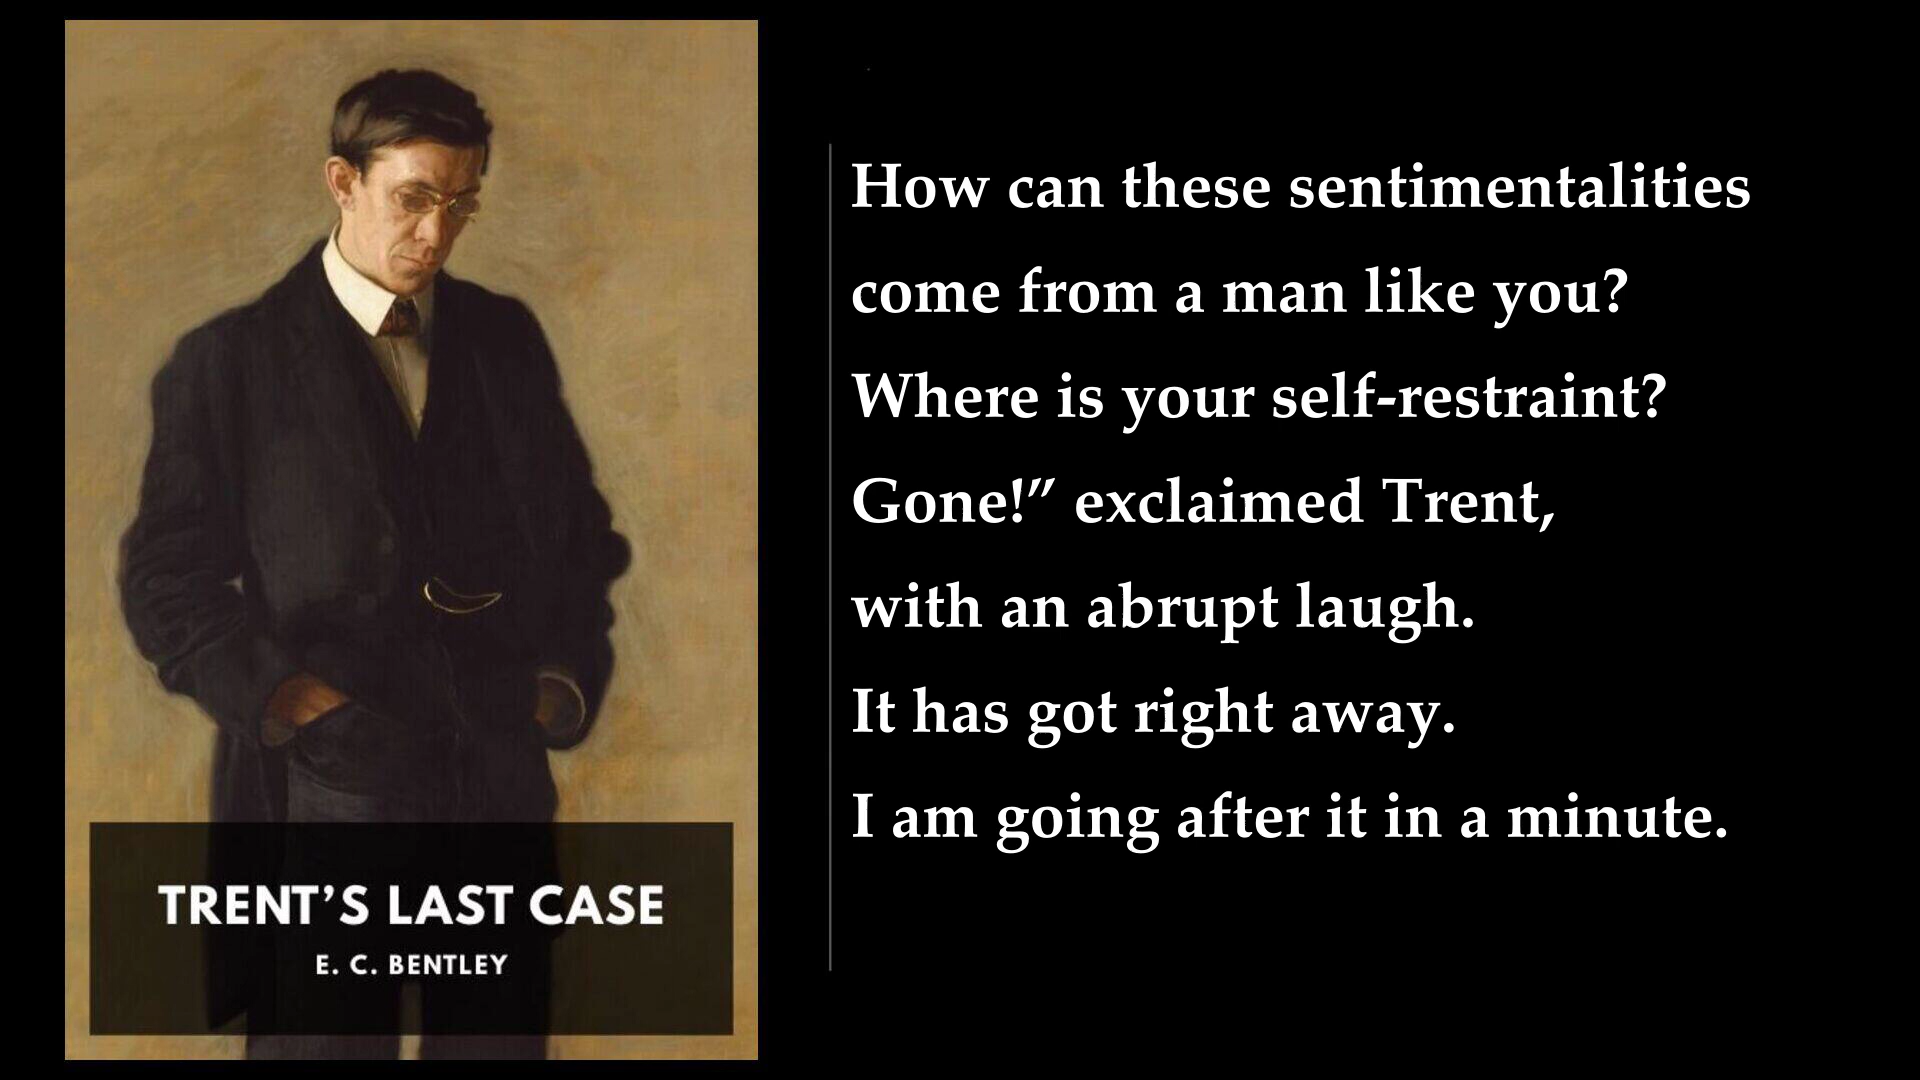 TRENT’S LAST CASE
E. C. BENTLEY
How can these sentimentalities
come from a man like you?
Where is your self-restraint?
Gone!” exclaimed Trent,
with an abrupt laugh.
It has got right away.
I am going after it in a minute.